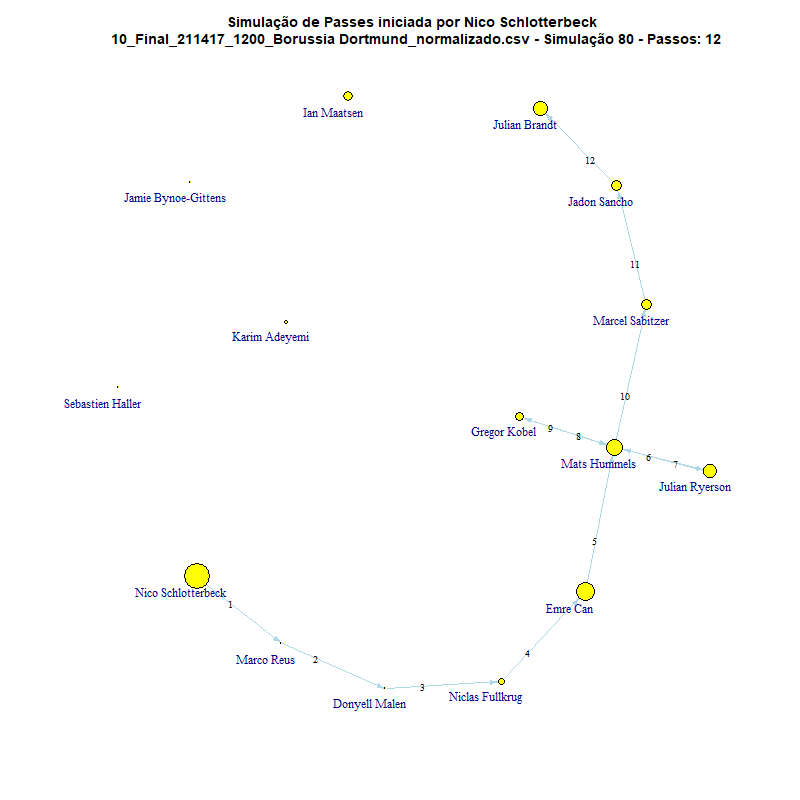 Simulação de Passes iniciada por Nico Schlotterbeck
10_Final_211417_1200_Borussia Dortmund_normalizado.csv - Simulação 80 - Passos: 12
Ian Maatsen
Julian Brandt
12
Jamie Bynoe-Gittens
Jadon Sancho
11
Marcel Sabitzer
Karim Adeyemi
10
Sebastien Haller
Gregor Kobel
9
8
Mats Hummels
6
7
Julian Ryerson
5
Nico Schlotterbeck
1
Emre Can
Marco Reus
2
4
3
Donyell Malen
Niclas Fullkrug